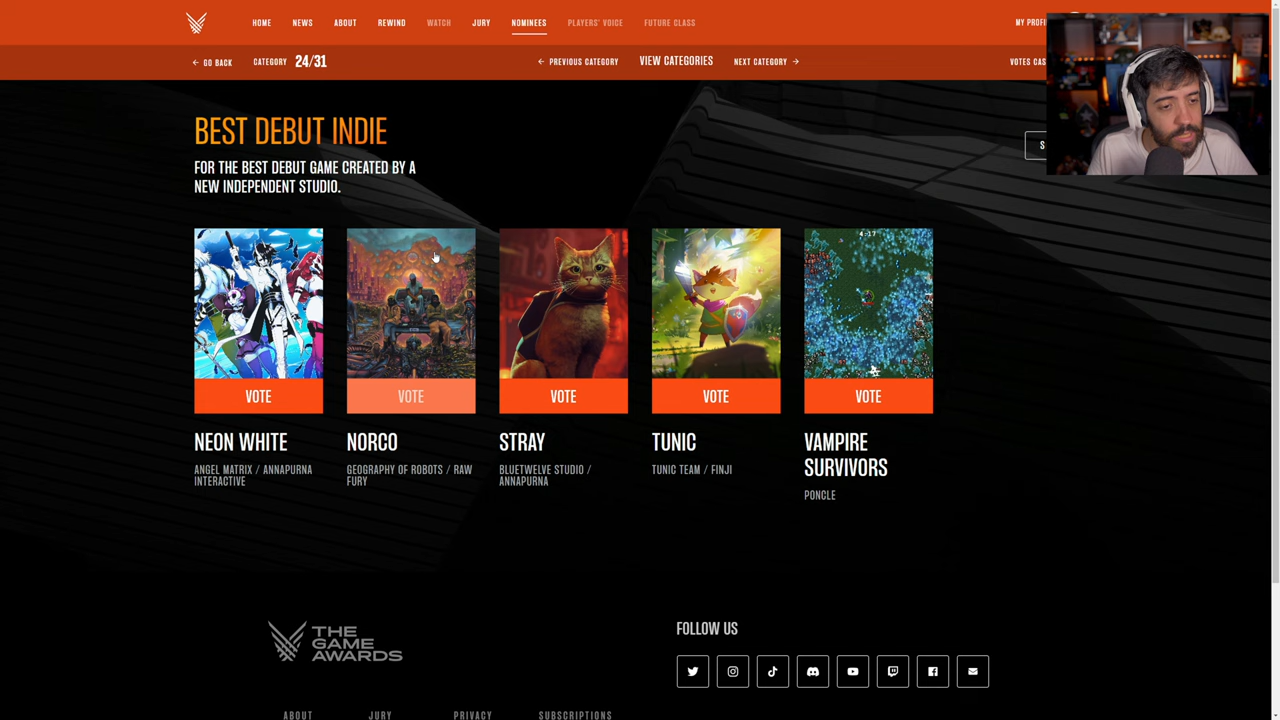 HOME NEWS ABOUT REWIND WATCH JURY NOMINEES PLAYERS' VOICE FUTURE CLASS MY
GO BACK CATEGORY 24/31 PREVIOUS CATEGORY VIEW CATEGORIES NEXT CATEGORY VOTES
BEST DEBUT INDIE
FOR THE BEST DEBUT GAME CREATED BY A
NEW INDEPENDENT STUDIO.
4:17
VOTE VOTE VOTE VOTE VOTE
NEON WHITE
ANGEL MATRIX / ANNAPURNA
INTERACTIVE
NORCO
GEOGRAPHY OF ROBOTS / RAW
FURY
STRAY
BLUETWELVE STUDIO /
ANNAPURNA
TUNIC
TUNIC TEAM / FINJI
VAMPIRE
SURVIVORS
PONCLE
THE
GAME
AWARDS
FOLLOW US
ABOUT JURY PRIVACY SUBSCRIPTIONS